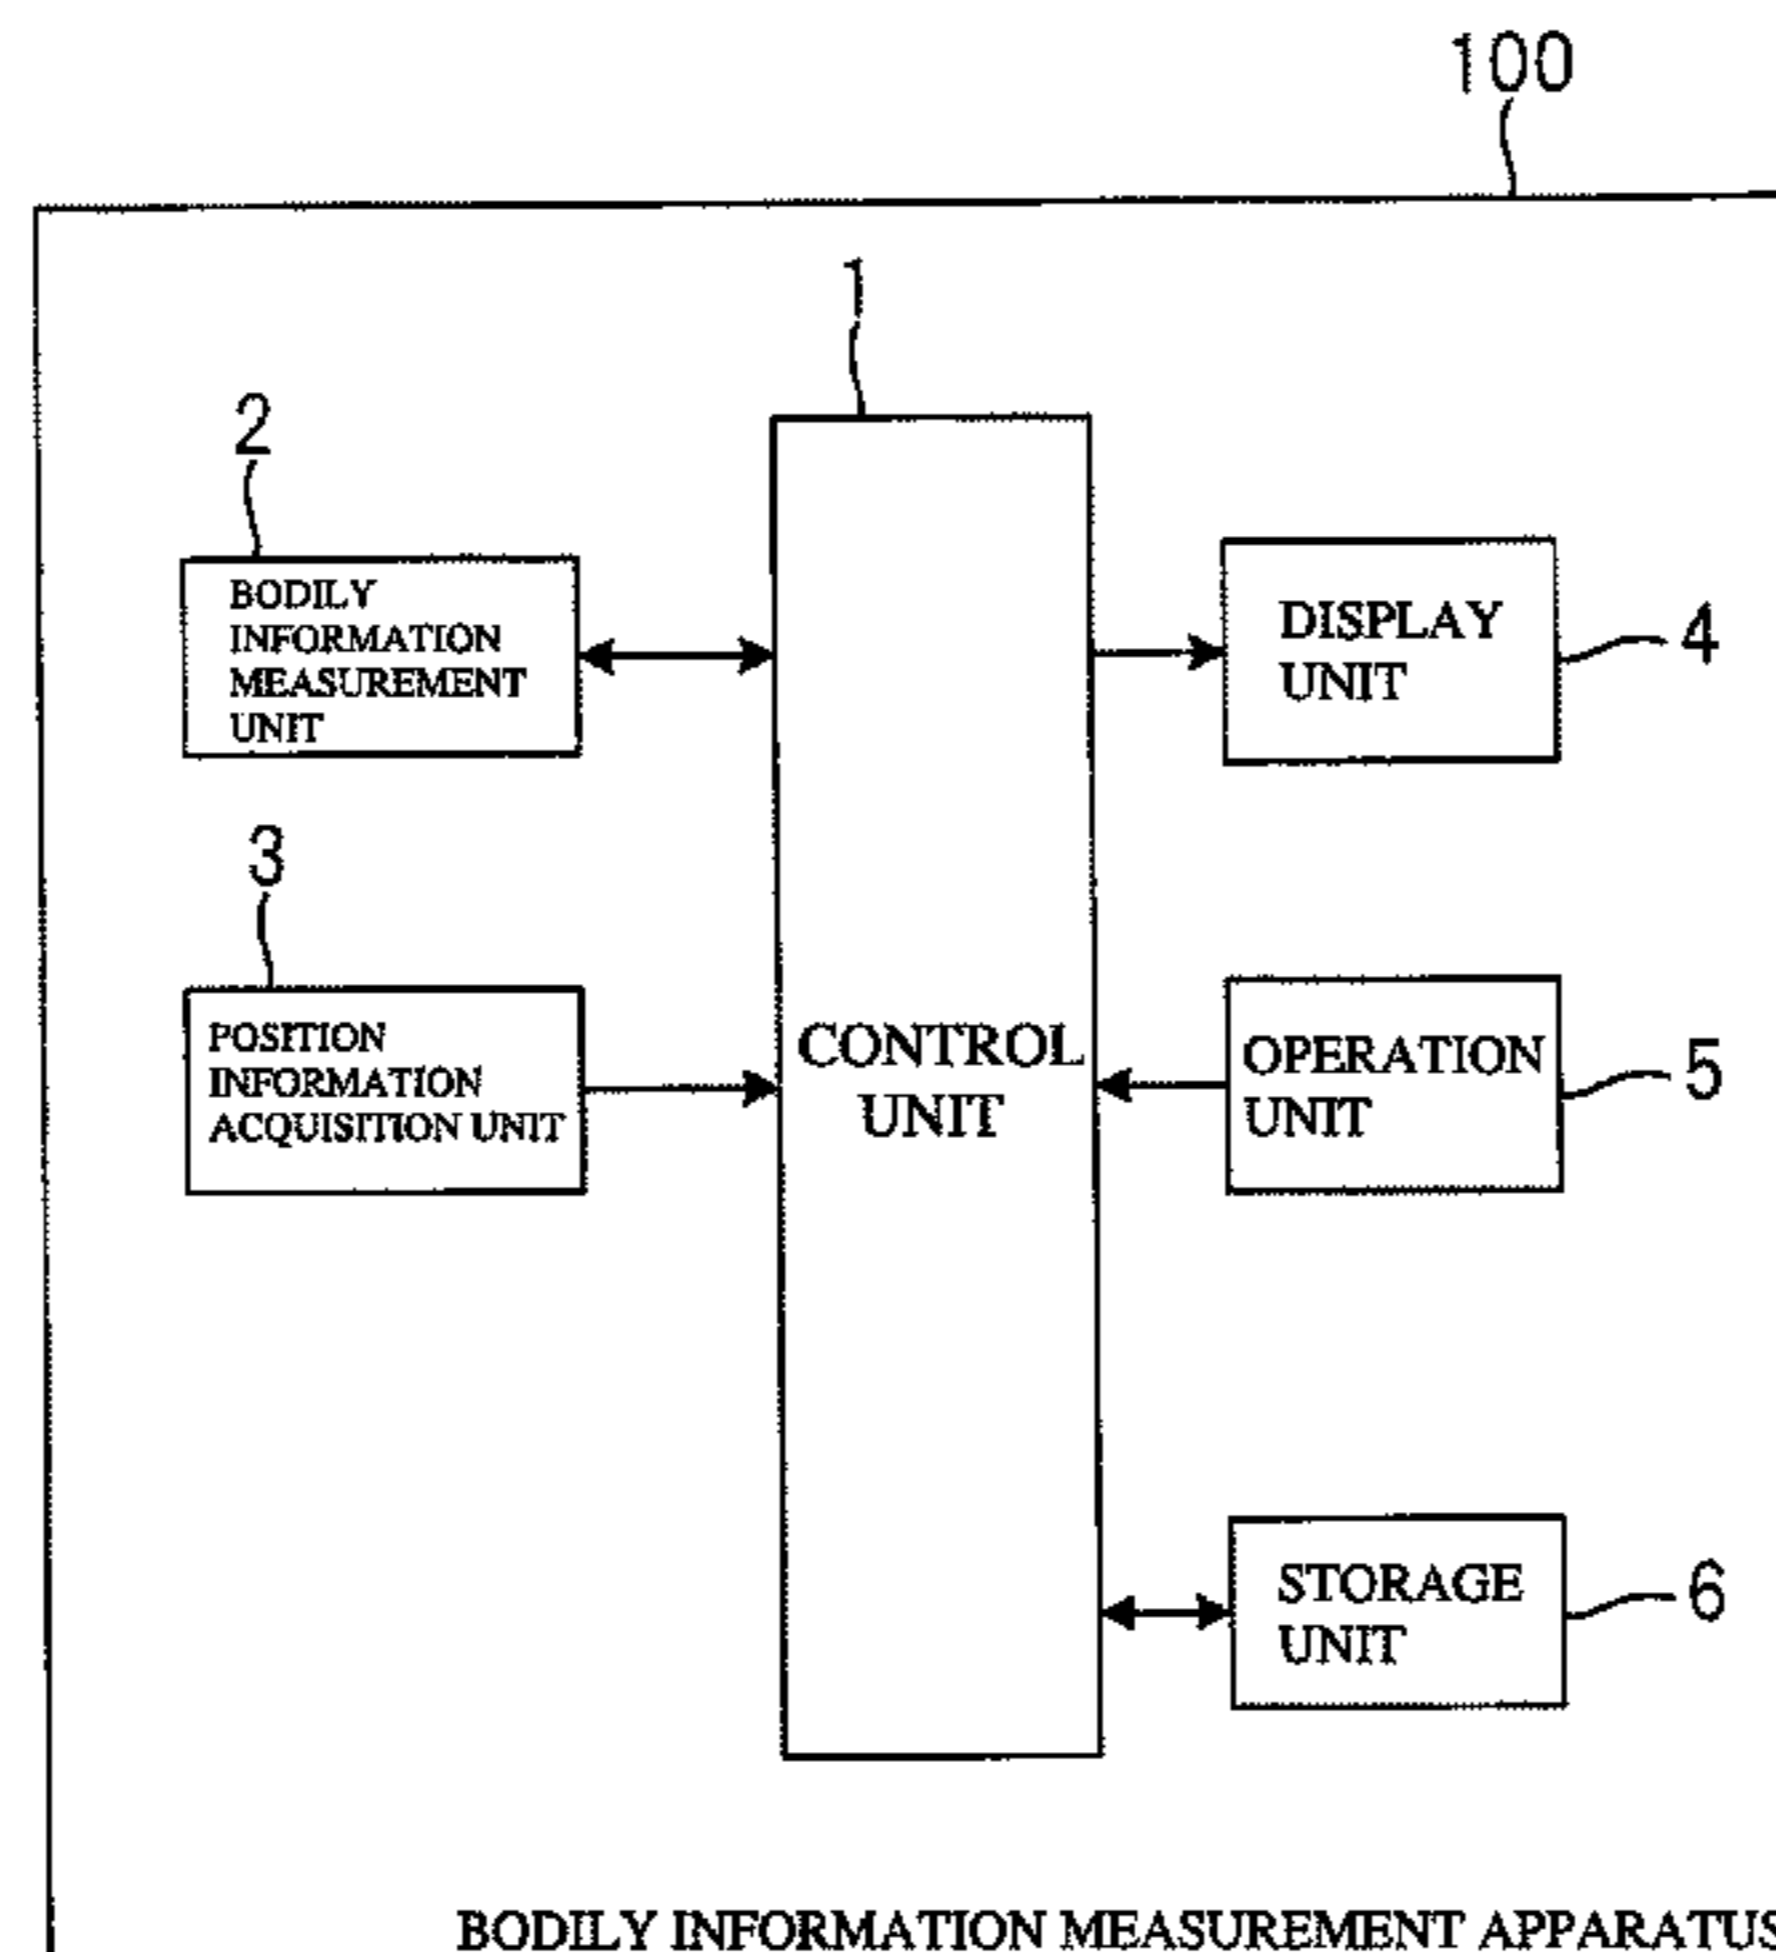 100
1
2
BODILY
INFORMATION
MEASUREMENT
UNIT
DISPLAY
UNIT
4
3
POSITION
INFORMATION
ACQUISITION UNIT
CONTROL
UNIT
OPERATION
UNIT
5
STORAGE
UNIT
6
BODILY INFORMATION MEASUREMENT APPARATUS